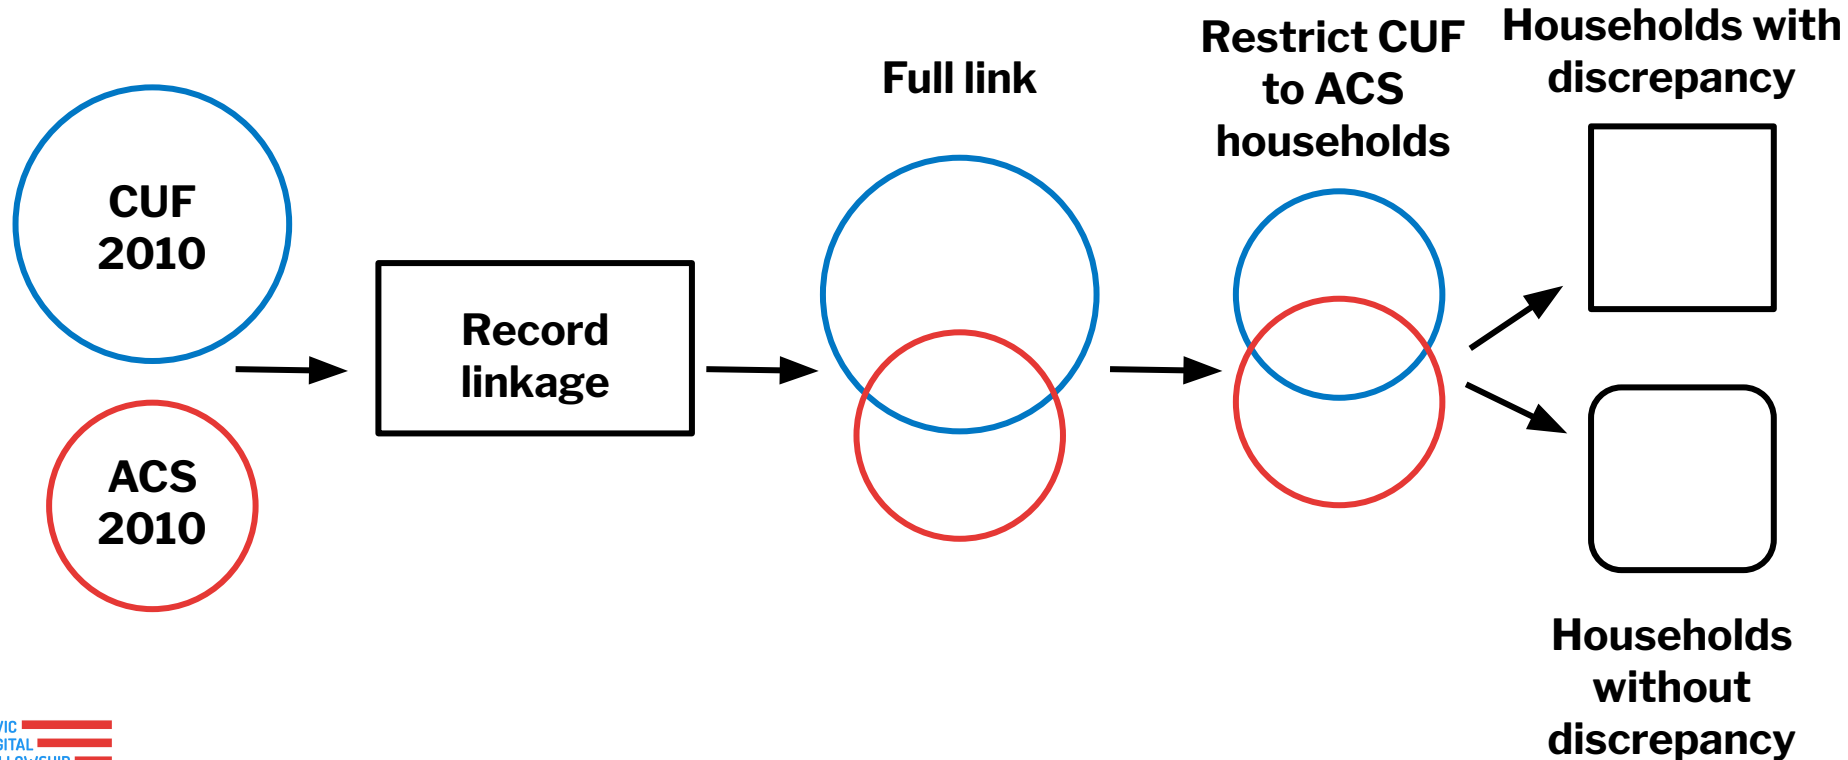 CUF
2010
ACS
2010
Record
linkage
Full link
Restrict CUF
to ACS
households
Households with
discrepancy
Households
without
discrepancy